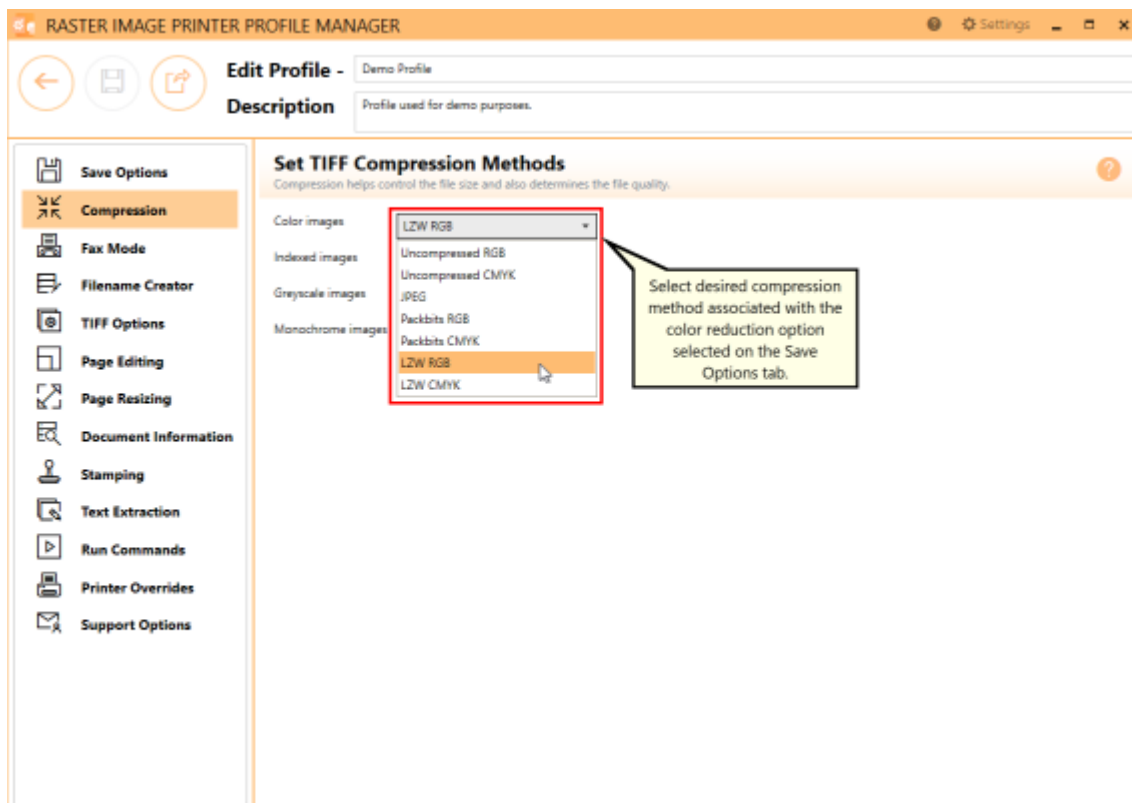 RASTER IMAGE PRINTER PROFILE MANAGER
Settings
Edit Profile -
Demo Profile
Description
Profile used for demo purposes.
Save Options
Compression
Fax Mode
Filename Creator
TIFF Options
Page Editing
Page Resizing
Document Information
Stamping
Text Extraction
Run Commands
Printer Overrides
Support Options
Set TIFF Compression Methods
Compression helps control the file size and also determines the file quality.
Color images
LZW RGB
Indexed images
Greyscale images
Monochrome images
Uncompressed RGB
Uncompressed CMYK
JPEG
Packbits RGB
Packbits CMYK
LZW RGB
LZW CMYK
Select desired compression
method associated with the
color reduction option
selected on the Save
Options tab.